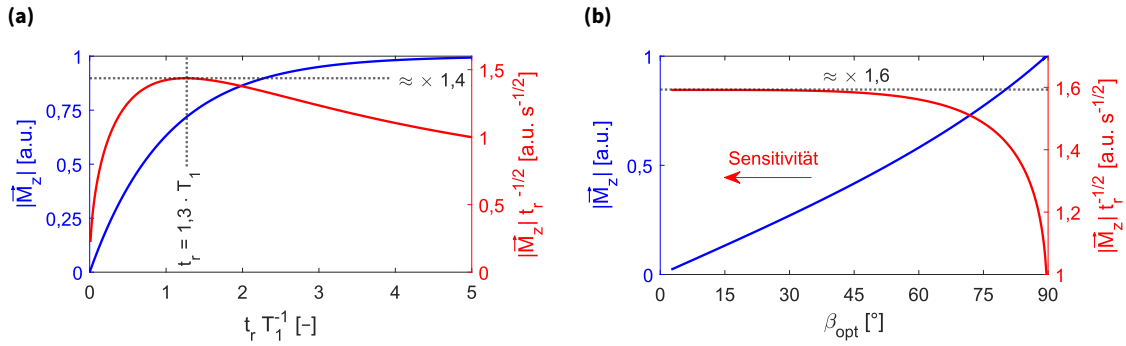 (a)
(b)
1
0,75
0,5
0,25
0
|M⃗z| [a.u.]
≈ × 1,4
tr = 1,3 · T1
1,5
1
0,5
0
|M⃗z| tr^-1/2 [a.u. s^-1/2]
0 1 2 3 4 5
tr T1^-1 [–]
1
0,5
0
|M⃗z| [a.u.]
≈ × 1,6
Sensitivität
1,6
1,4
1,2
1
|M⃗z| tr^-1/2 [a.u. s^-1/2]
0 15 30 45 60 75 90
βopt [°]